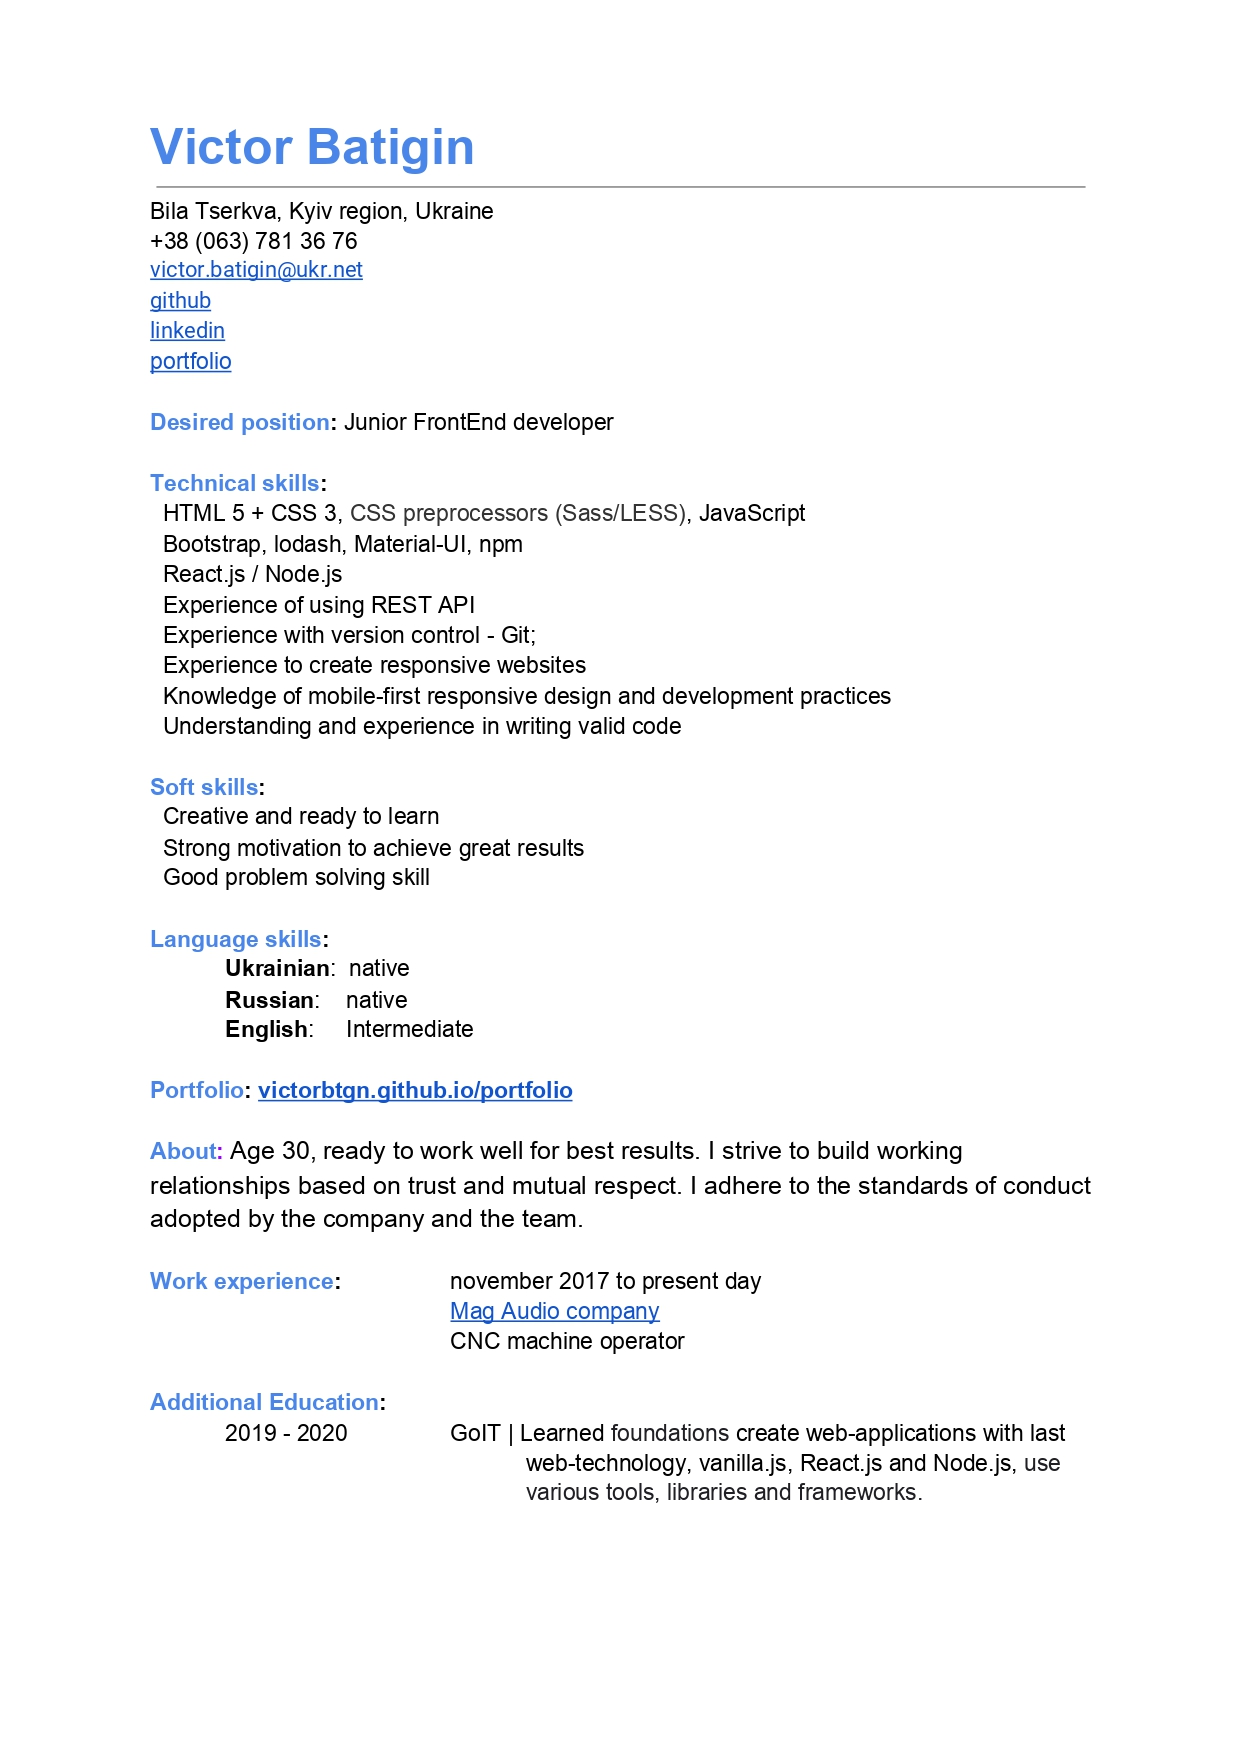 Victor Batigin
Bila Tserkva, Kyiv region, Ukraine
+38 (063) 781 36 76
victor.batigin@ukr.net
github
linkedin
portfolio
Desired position: Junior FrontEnd developer
Technical skills:
HTML 5 + CSS 3, CSS preprocessors (Sass/LESS), JavaScript
Bootstrap, lodash, Material-UI, npm
React.js / Node.js
Experience of using REST API
Experience with version control - Git;
Experience to create responsive websites
Knowledge of mobile-first responsive design and development practices
Understanding and experience in writing valid code
Soft skills:
Creative and ready to learn
Strong motivation to achieve great results
Good problem solving skill
Language skills:
Ukrainian: native
Russian: native
English: Intermediate
Portfolio: victorbtgn.github.io/portfolio
About: Age 30, ready to work well for best results. I strive to build working
relationships based on trust and mutual respect. I adhere to the standards of conduct
adopted by the company and the team.
Work experience: november 2017 to present day
Mag Audio company
CNC machine operator
Additional Education:
2019 - 2020 GoIT | Learned foundations create web-applications with last
web-technology, vanilla.js, React.js and Node.js, use
various tools, libraries and frameworks.